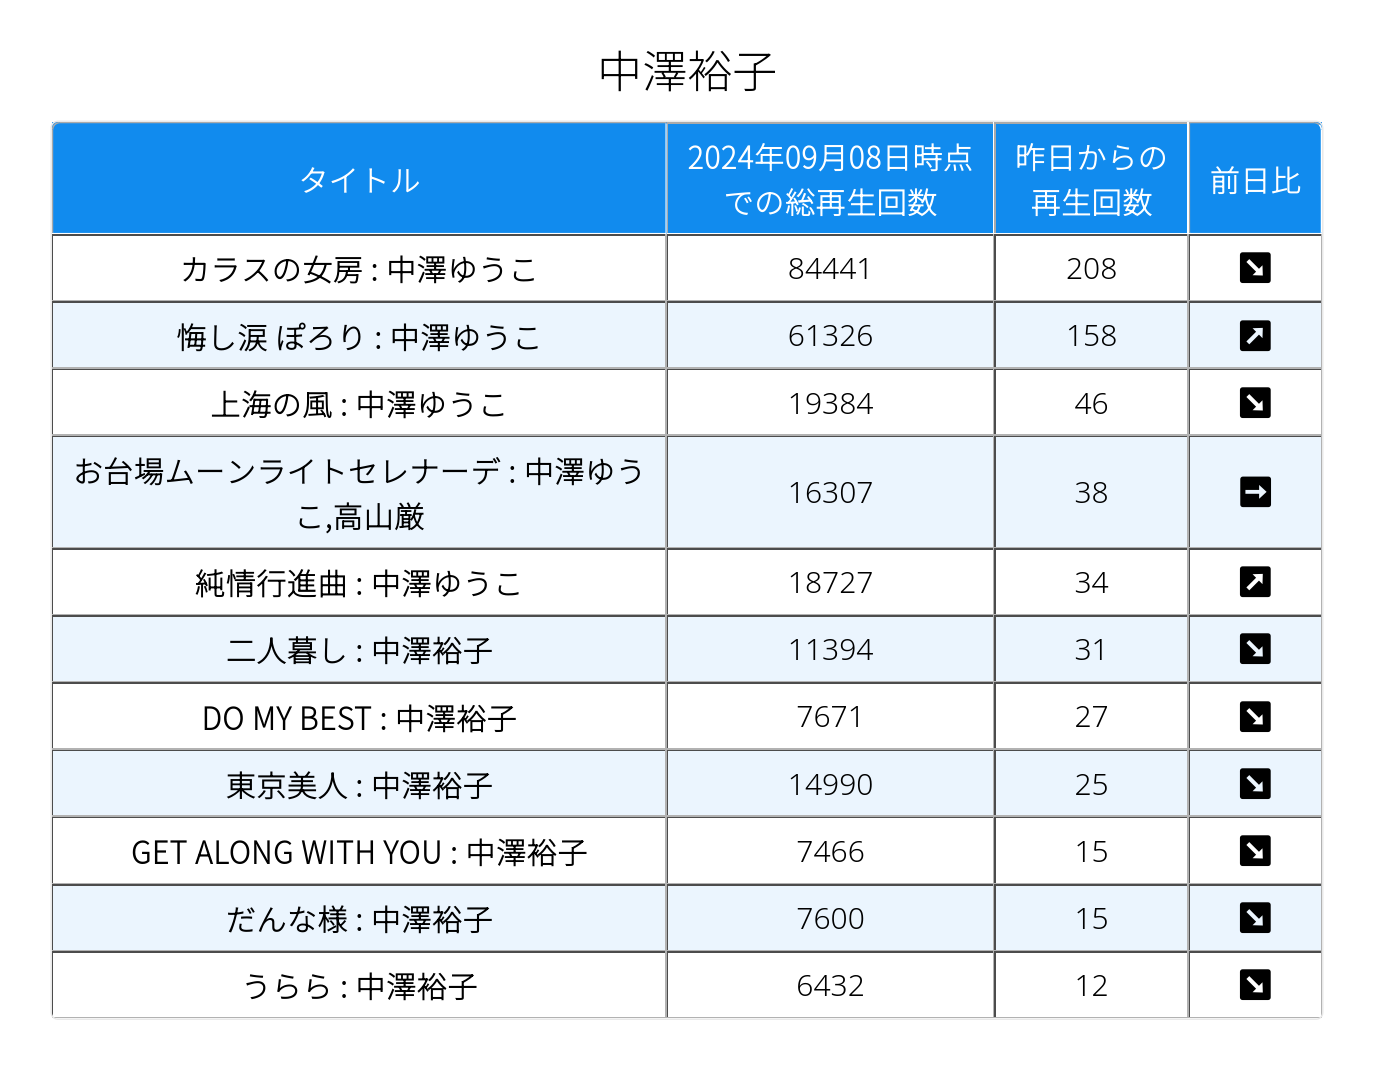 中澤裕子
タイトル
2024年09月08日時点
での総再生回数
昨日からの
再生回数
前日比
カラスの女房 : 中澤ゆうこ 84441 208 ↘
悔し涙 ぽろり : 中澤ゆうこ 61326 158 ↗
上海の風 : 中澤ゆうこ 19384 46 ↘
お台場ムーンライトセレナーデ : 中澤ゆう
こ,高山厳 16307 38 →
純情行進曲 : 中澤ゆうこ 18727 34 ↗
二人暮し : 中澤裕子 11394 31 ↘
DO MY BEST : 中澤裕子 7671 27 ↘
東京美人 : 中澤裕子 14990 25 ↘
GET ALONG WITH YOU : 中澤裕子 7466 15 ↘
だんな様 : 中澤裕子 7600 15 ↘
うらら : 中澤裕子 6432 12 ↘